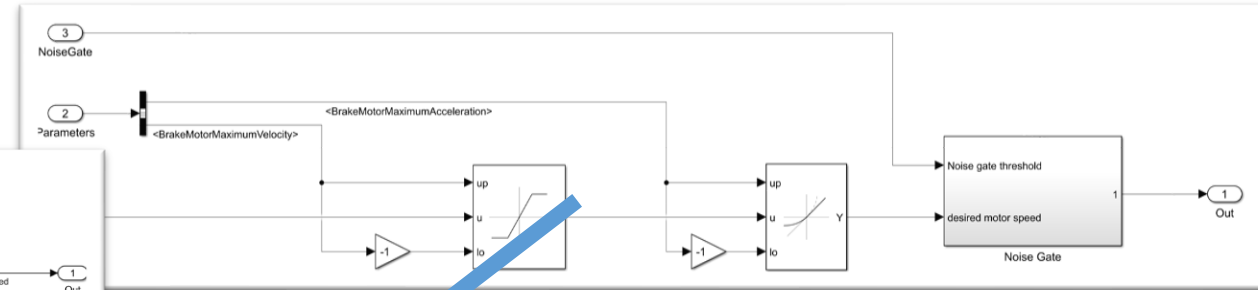 3
NoiseGate
2
Parameters
<BrakeMotorMaximumAcceleration>
<BrakeMotorMaximumVelocity>
up
u
lo
-1
up
u
Y
lo
-1
Noise gate threshold
1
desired motor speed
Noise Gate
1
Out
ed
1